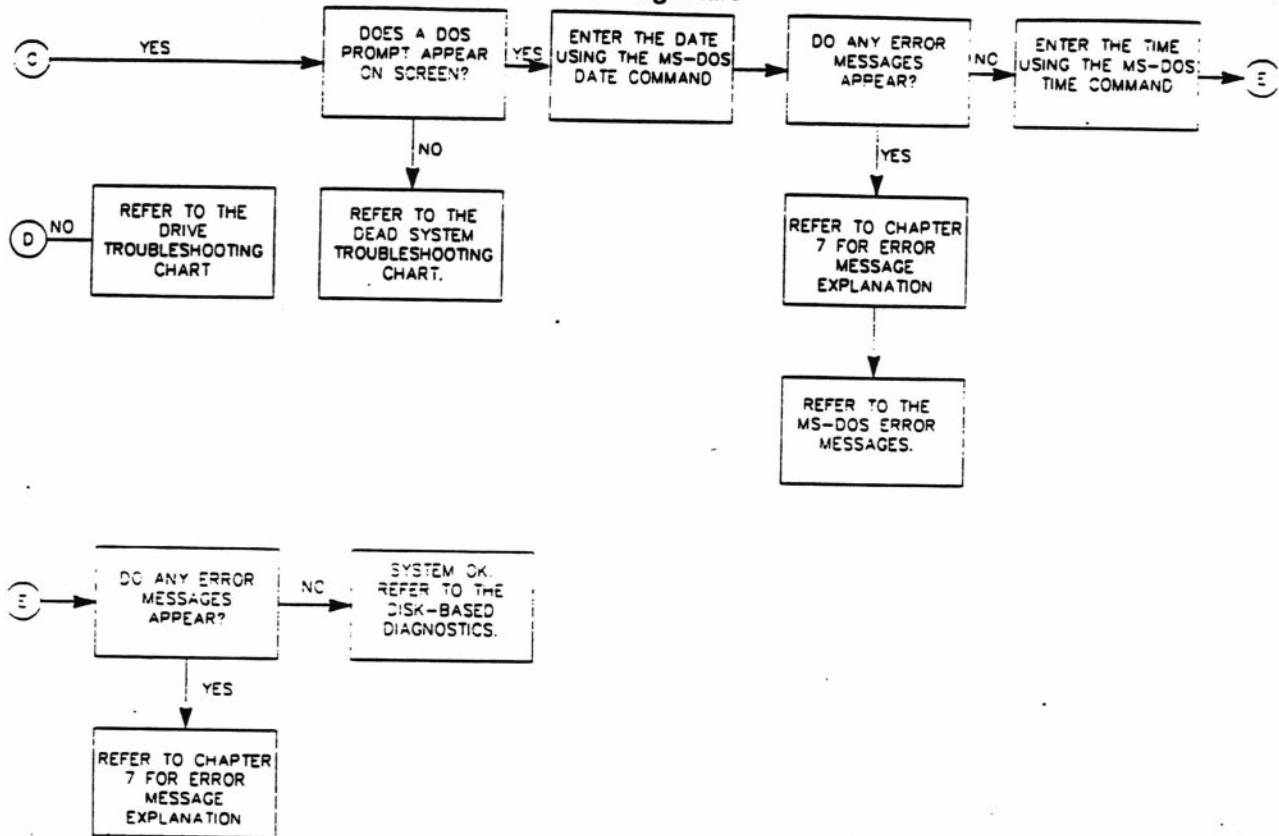 C
YES
DOES A DOS
PROMPT APPEAR
ON SCREEN?
YES
ENTER THE DATE
USING THE MS-DOS
DATE COMMAND
DO ANY ERROR
MESSAGES
APPEAR?
NO
ENTER THE TIME
USING THE MS-DOS
TIME COMMAND
E
NO
YES
D
NO
REFER TO THE
DRIVE
TROUBLESHOOTING
CHART
REFER TO THE
DEAD SYSTEM
TROUBLESHOOTING
CHART.
REFER TO CHAPTER
7 FOR ERROR
MESSAGE
EXPLANATION
REFER TO THE
MS-DOS ERROR
MESSAGES.
E
DO ANY ERROR
MESSAGES
APPEAR?
NO
SYSTEM OK.
REFER TO THE
DISK-BASED
DIAGNOSTICS.
YES
REFER TO CHAPTER
7 FOR ERROR
MESSAGE
EXPLANATION